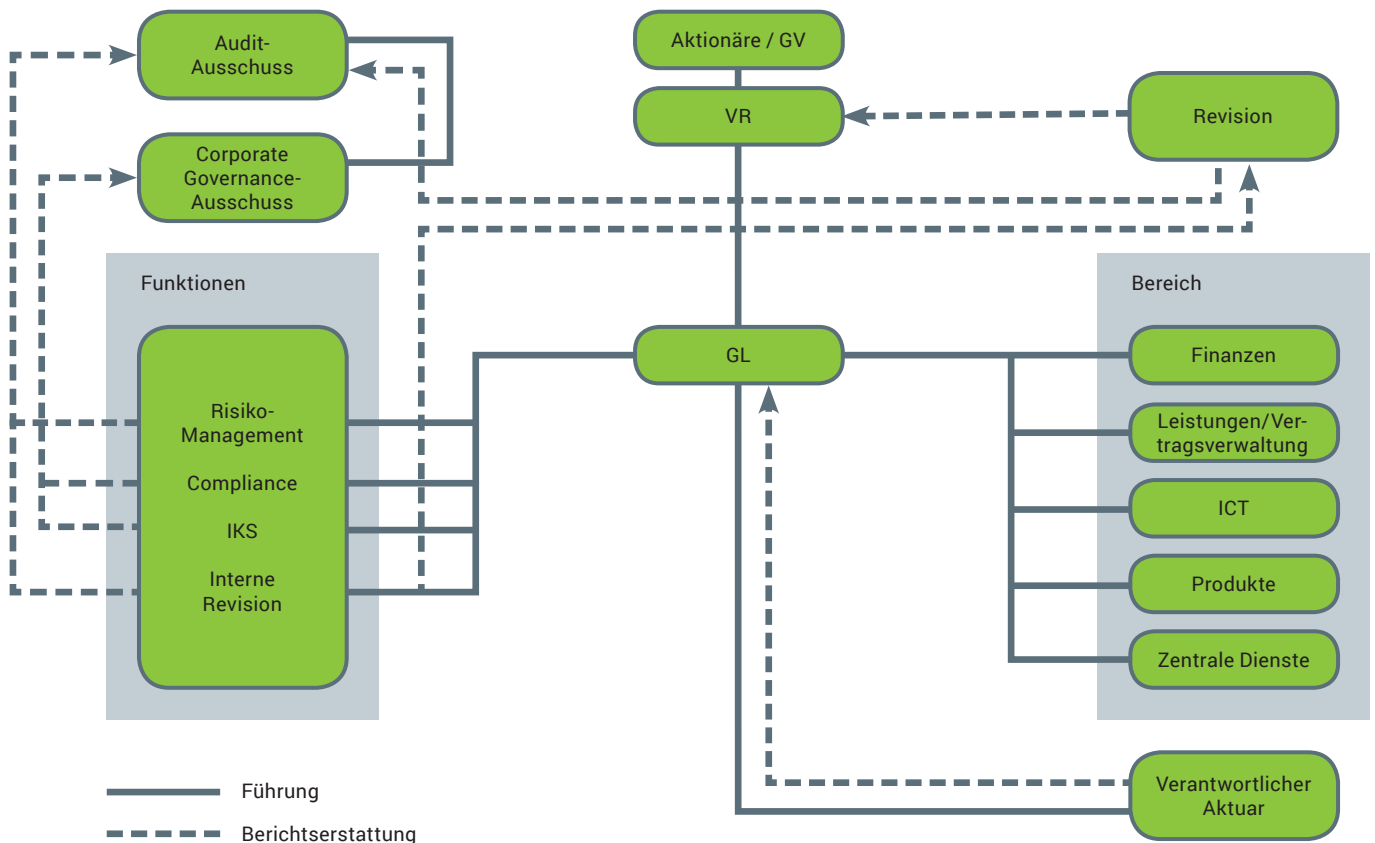 Audit-
Ausschuss
Aktionäre / GV
VR
Revision
Corporate
Governance-
Ausschuss
Funktionen
Bereich
GL
Finanzen
Risiko-
Management
Compliance
IKS
Interne
Revision
Leistungen/Ver-
tragsverwaltung
ICT
Produkte
Zentrale Dienste
Verantwortlicher
Aktuar
Führung
Berichtserstattung